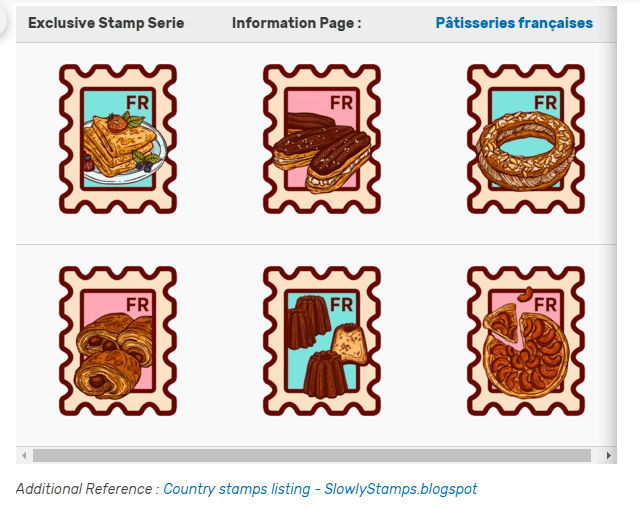 Exclusive Stamp Serie Information Page : Pâtisseries françaises
FR FR FR
FR FR FR
Additional Reference : Country stamps listing - SlowlyStamps.blogspot